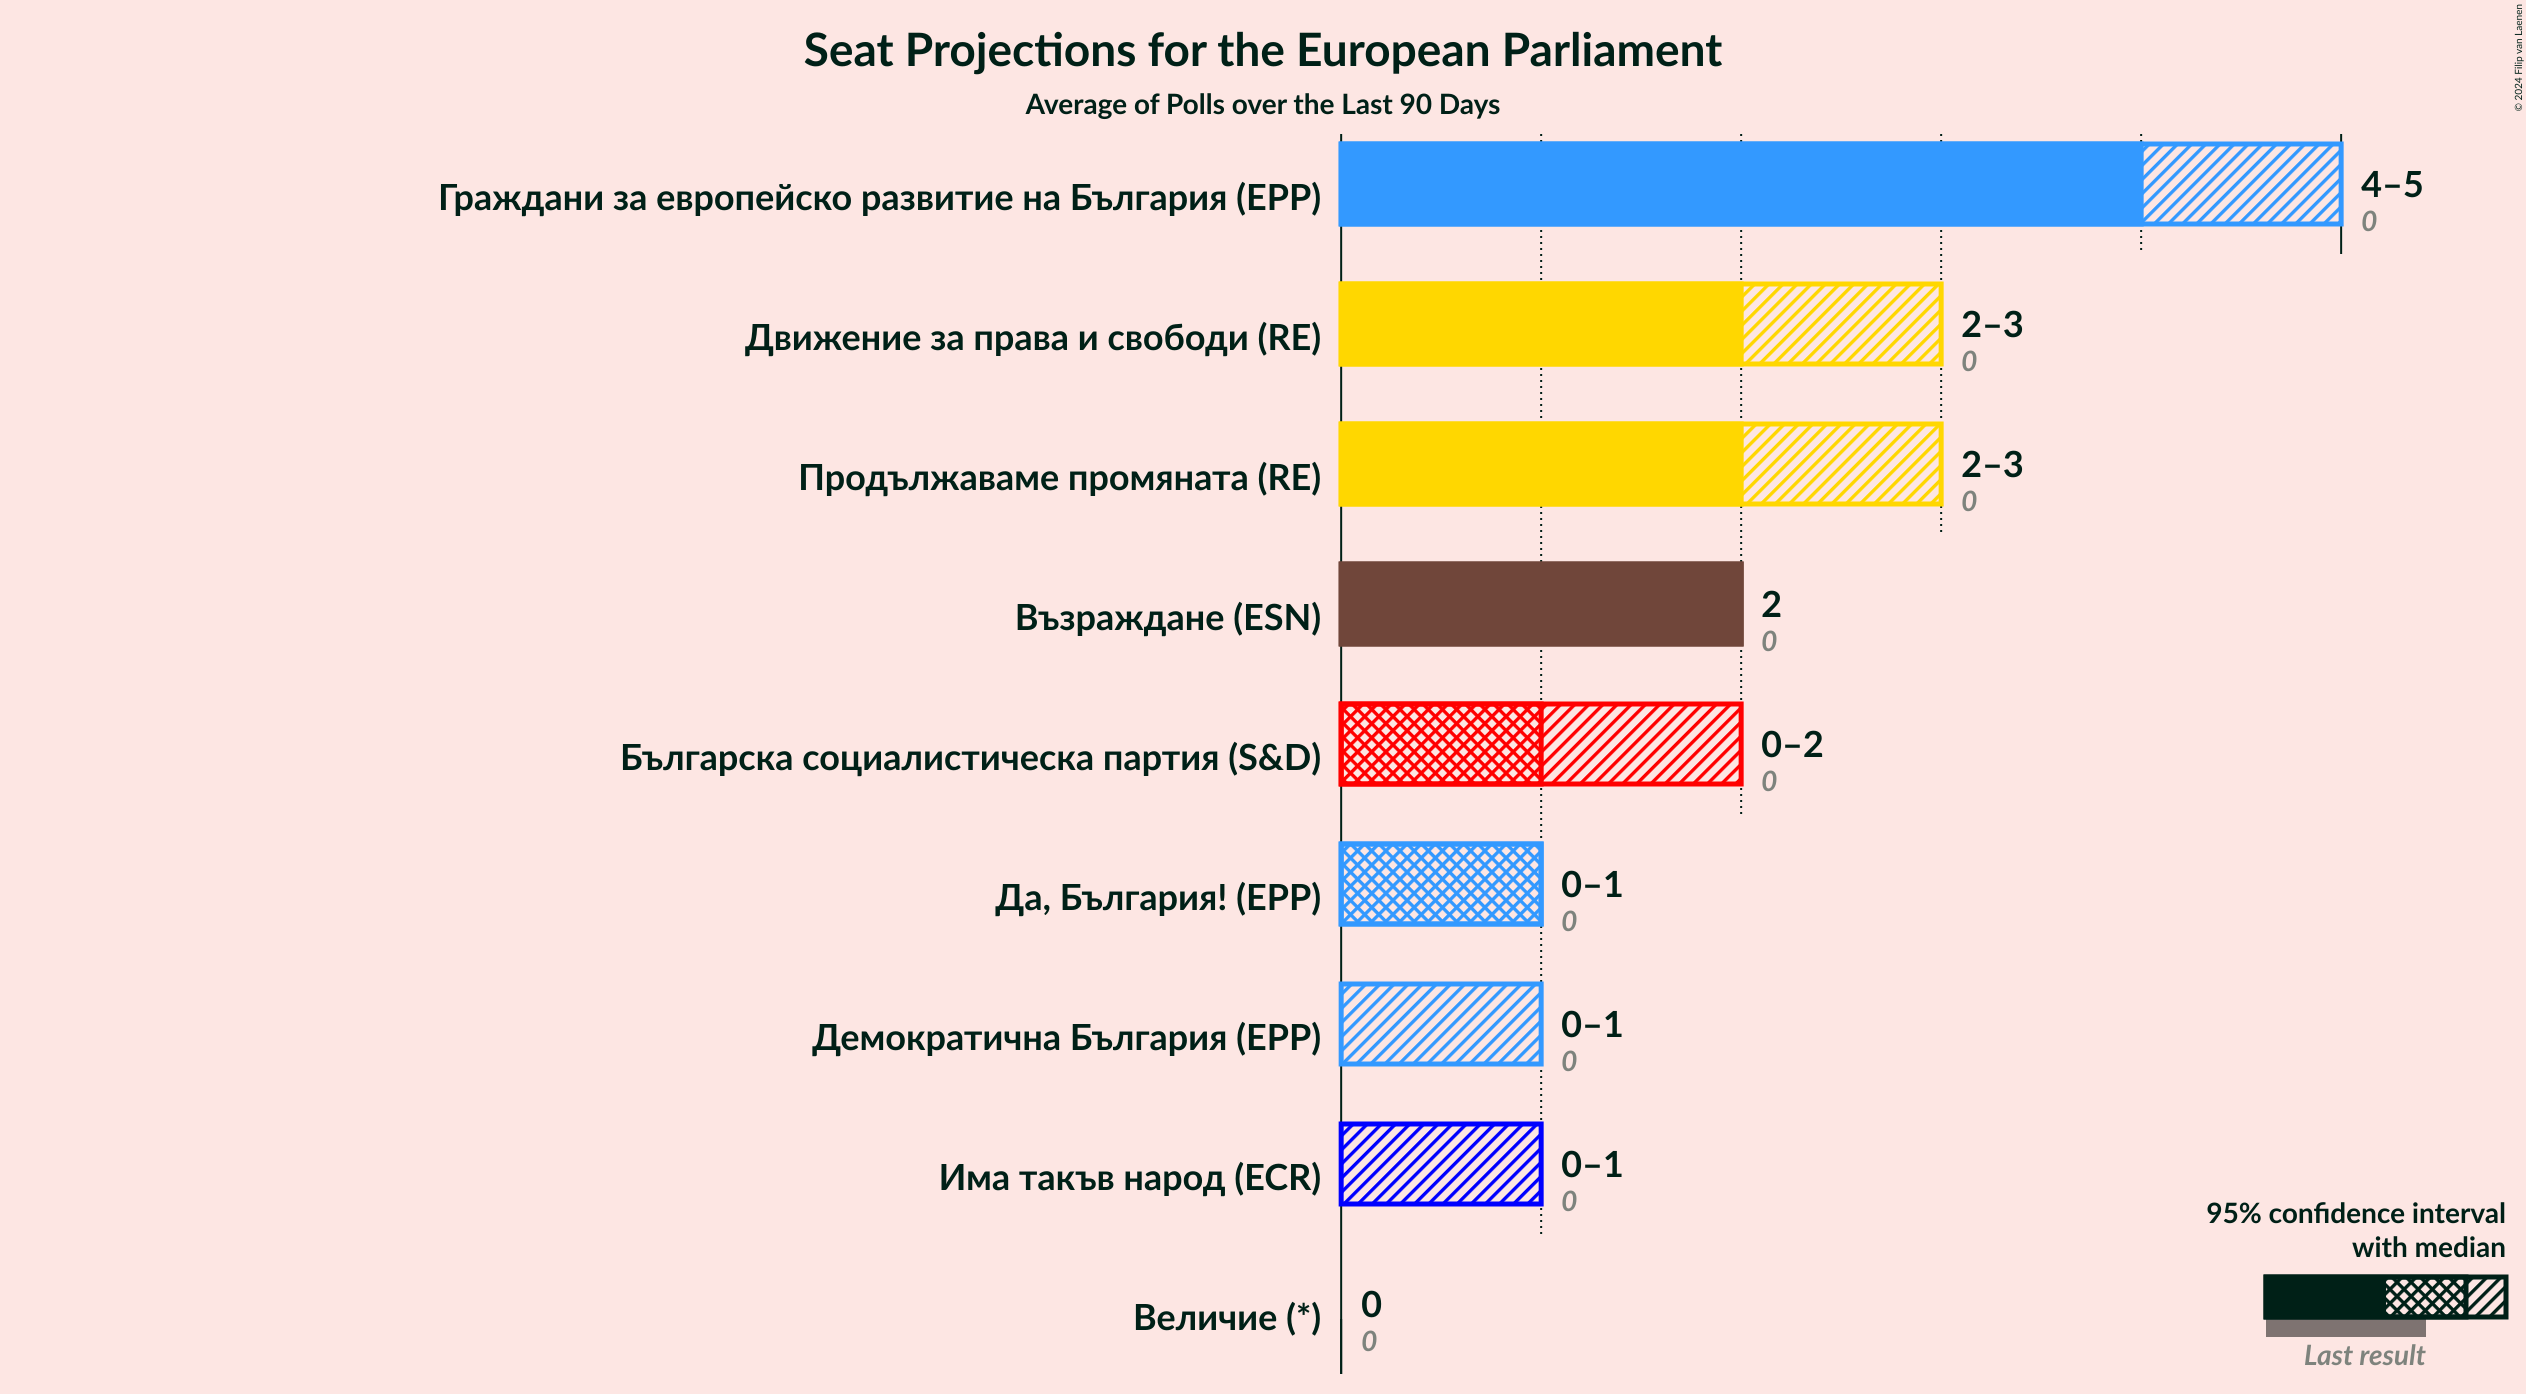 Seat Projections for the European Parliament
Average of Polls over the Last 90 Days
© 2024 Filip van Laenen
Граждани за европейско развитие на България (EPP)
4–5
0
Движение за права и свободи (RE)
2–3
0
Продължаваме промяната (RE)
2–3
0
Възраждане (ESN)
2
0
Българска социалистическа партия (S&D)
0–2
0
Да, България! (EPP)
0–1
0
Демократична България (EPP)
0–1
0
Има такъв народ (ECR)
0–1
0
Величие (*)
0
0
95% confidence interval
with median
Last result